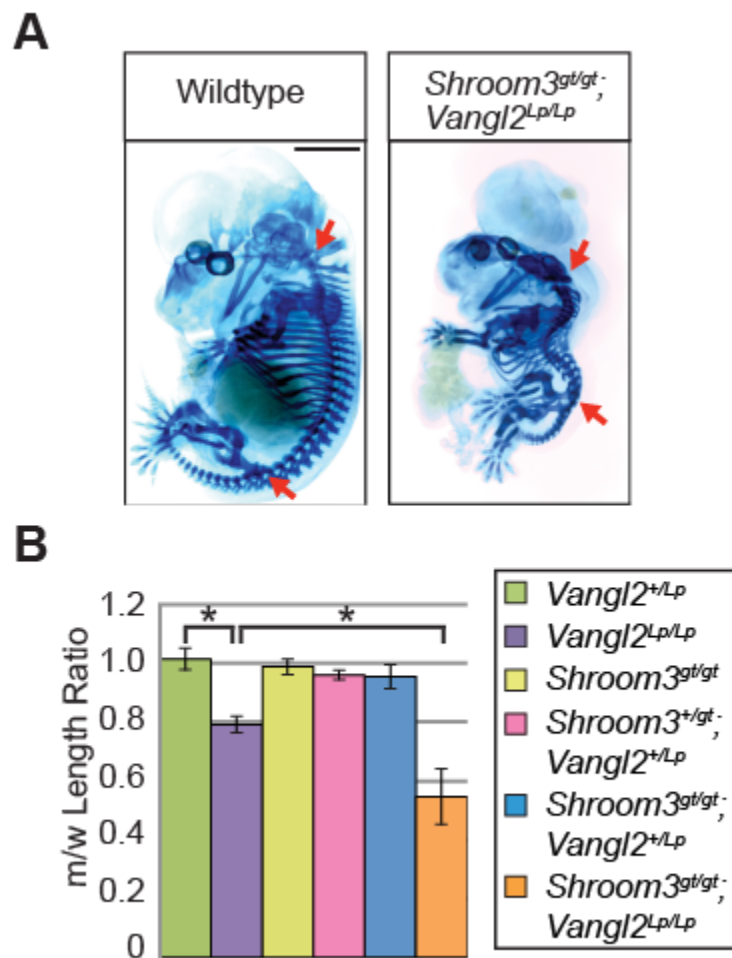 A
Wildtype
Shroom3gt/gt-;
Vangl2Lp/Lp
B
1.2
1.0
0.8
0.6
0.4
0.2
0
m/w Length Ratio
*
*
Vangl2+/Lp
Vangl2Lp/Lp
Shroom3gt/gt
Shroom3+/gt-;
Vangl2+/Lp
Shroom3gt/gt-;
Vangl2+/Lp
Shroom3gt/gt-;
Vangl2Lp/Lp